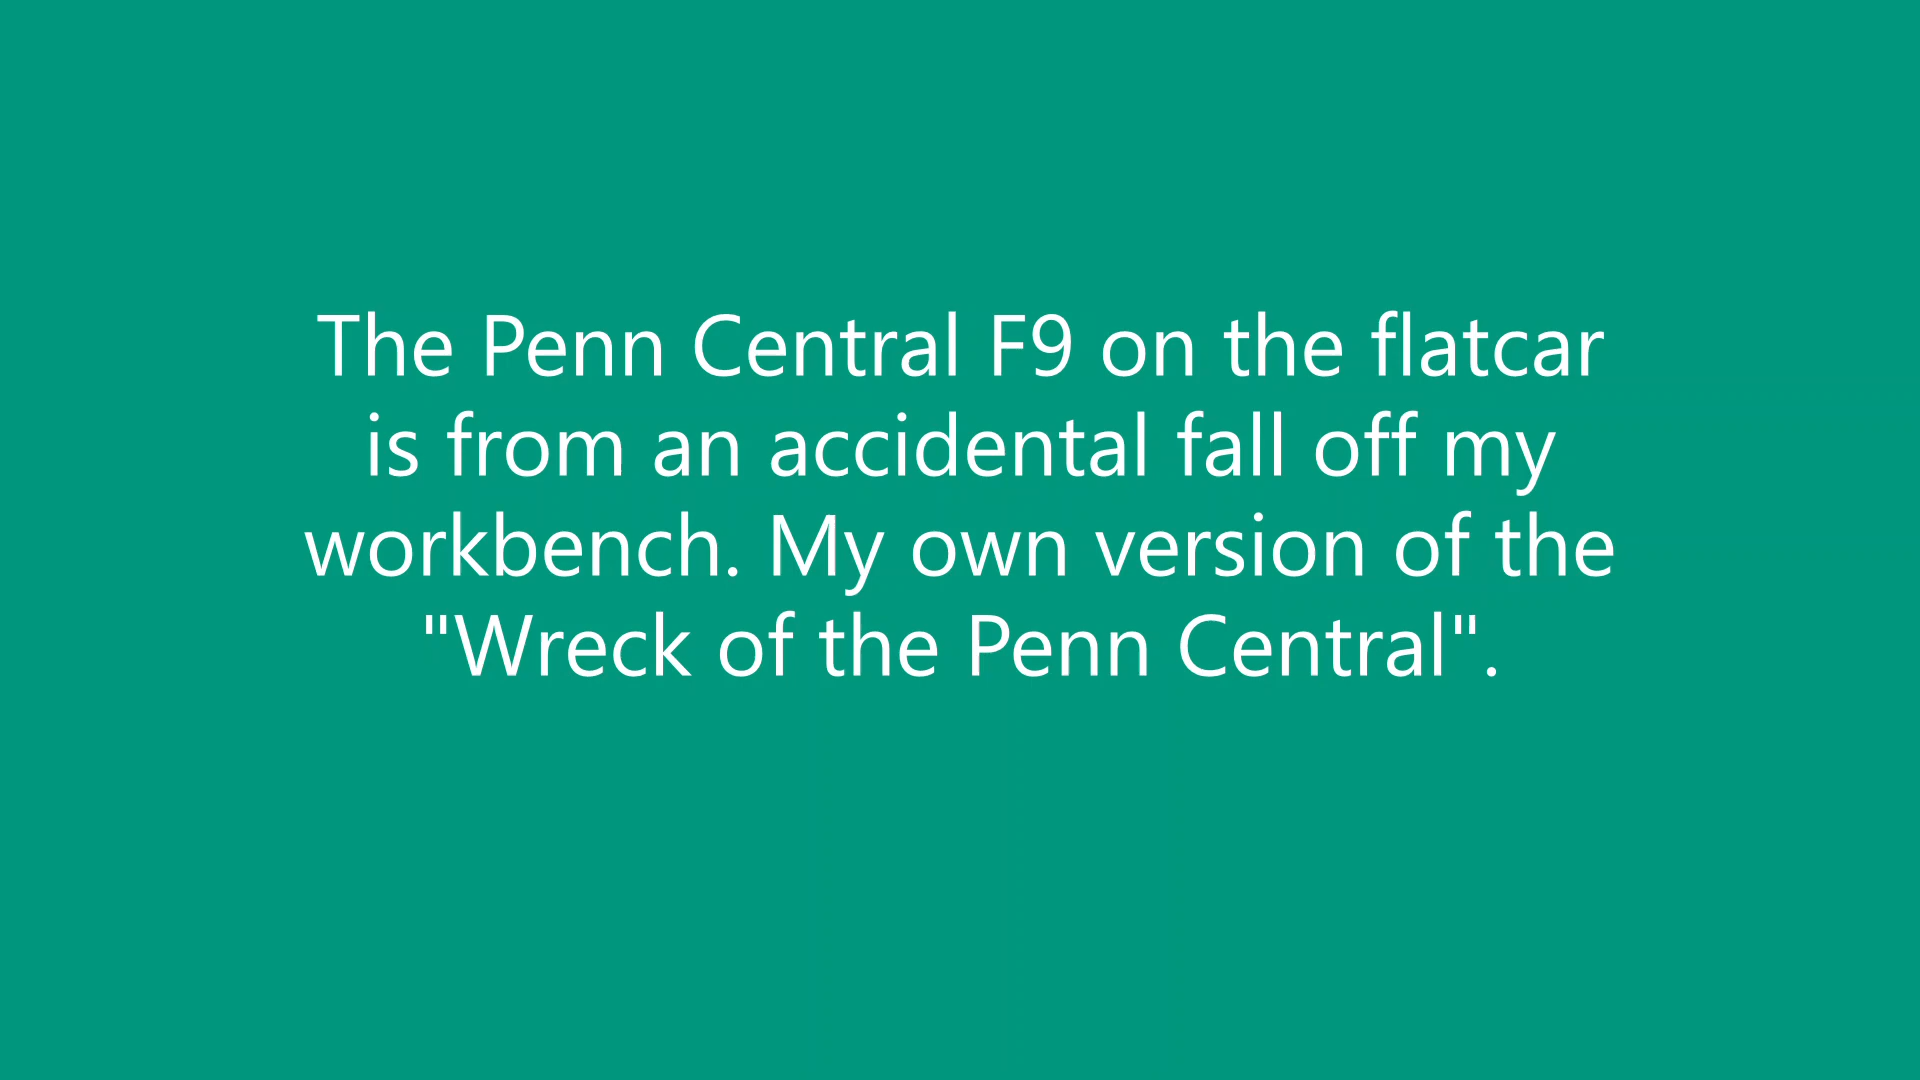 The Penn Central F9 on the flatcar
is from an accidental fall off my
workbench. My own version of the
"Wreck of the Penn Central".